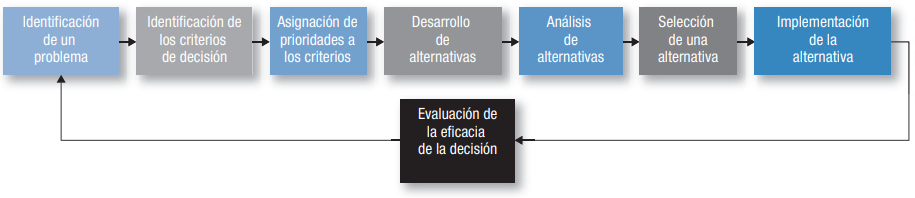 Identificación
de un
problema
Identificación de
los criterios
de decisión
Asignación de
prioridades a
los criterios
Desarrollo
de
alternativas
Análisis
de
alternativas
Selección
de una
alternativa
Implementación
de la
alternativa
Evaluación de
la eficacia
de la decisión